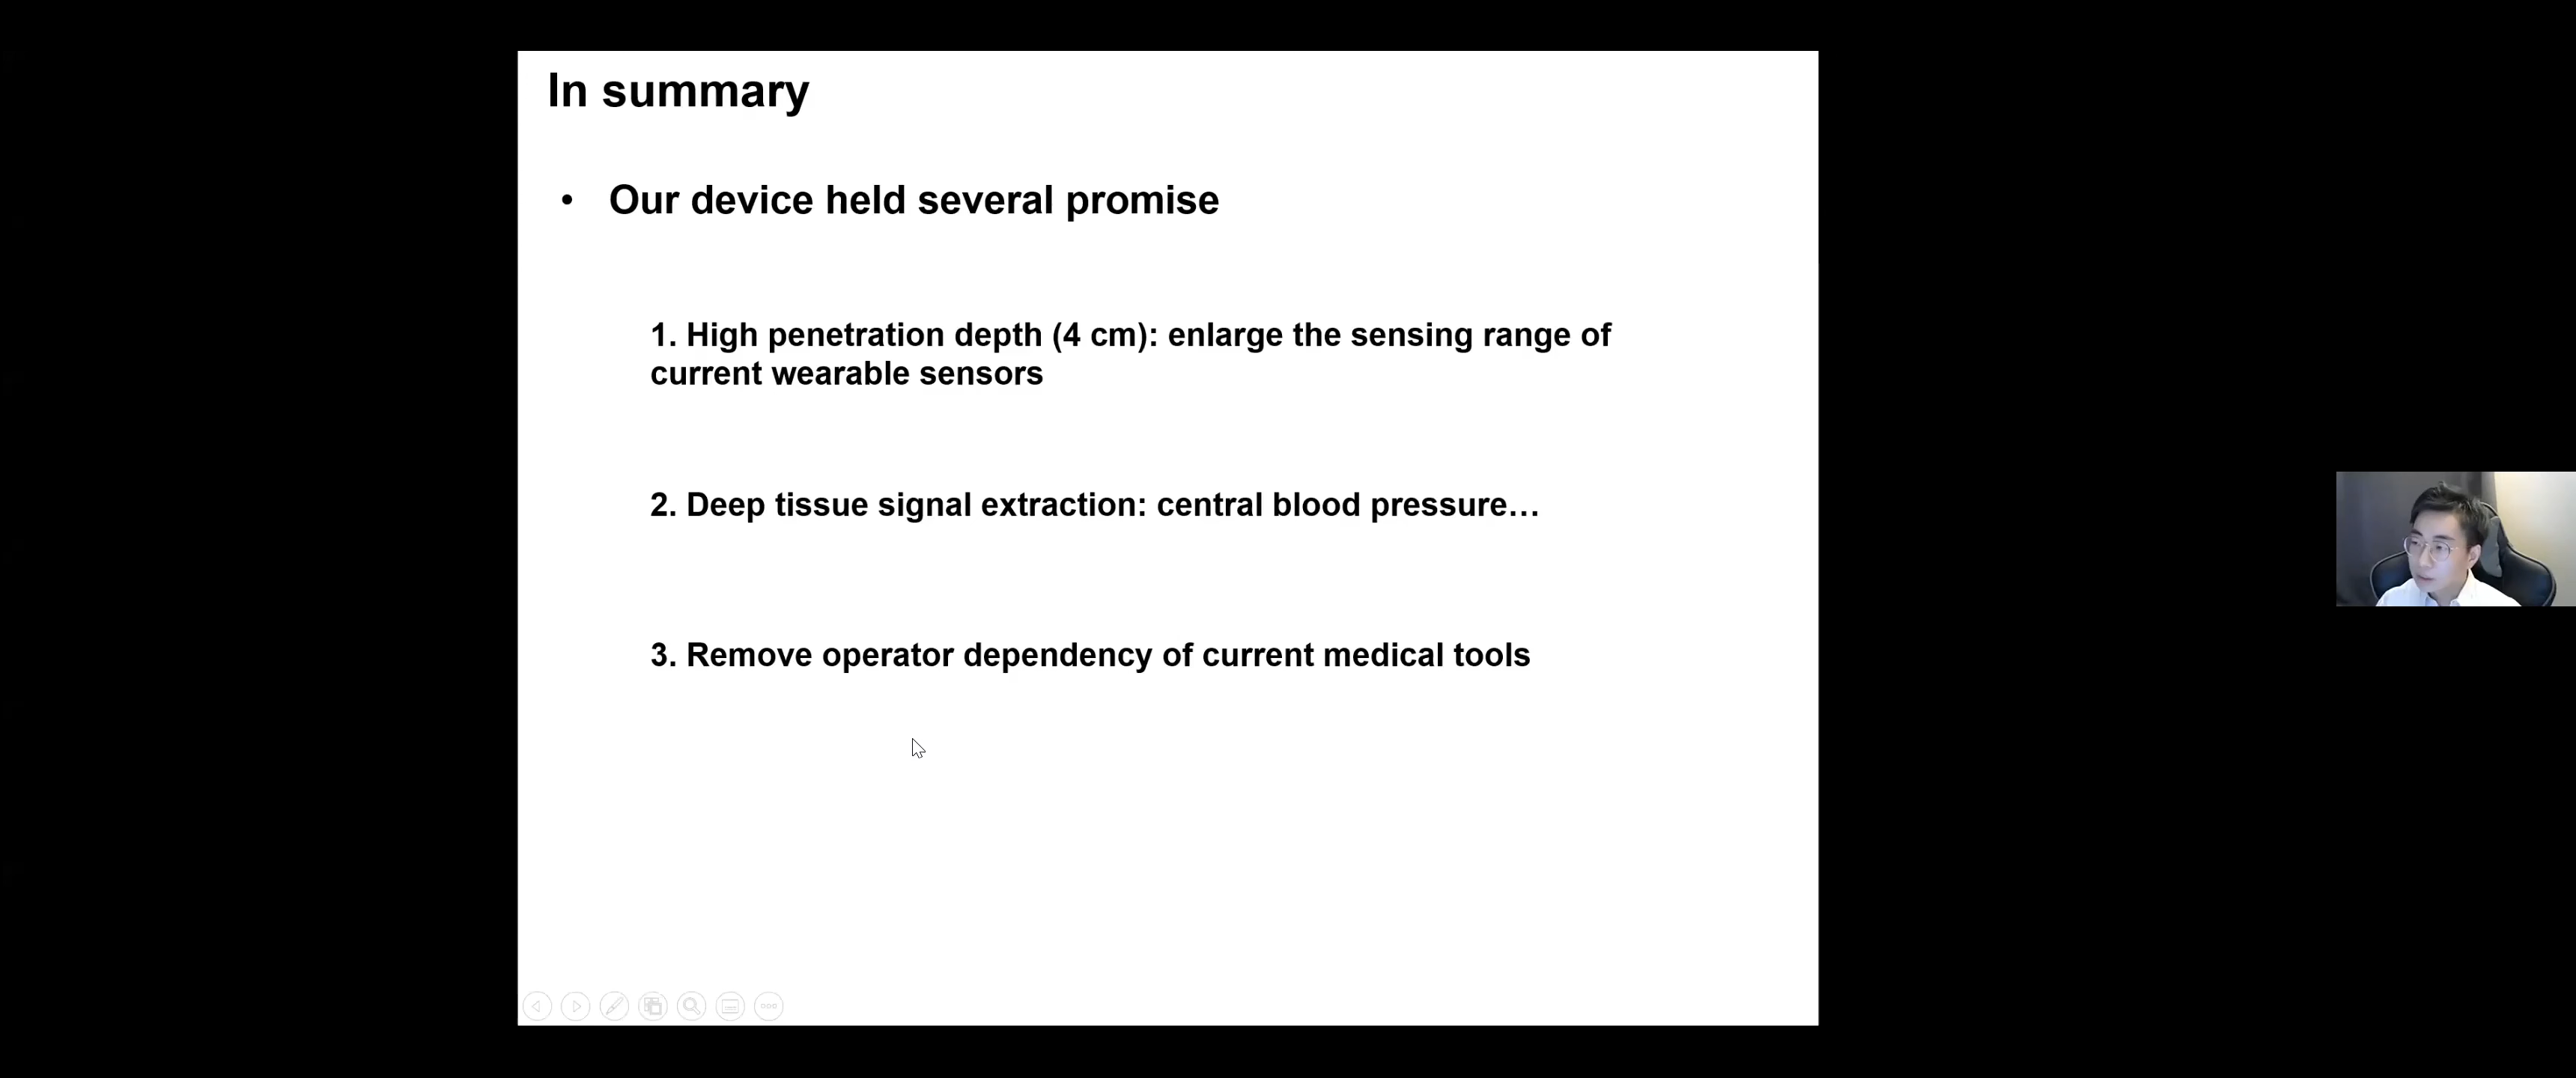 In summary
• Our device held several promise
1. High penetration depth (4 cm): enlarge the sensing range of
current wearable sensors
2. Deep tissue signal extraction: central blood pressure…
3. Remove operator dependency of current medical tools